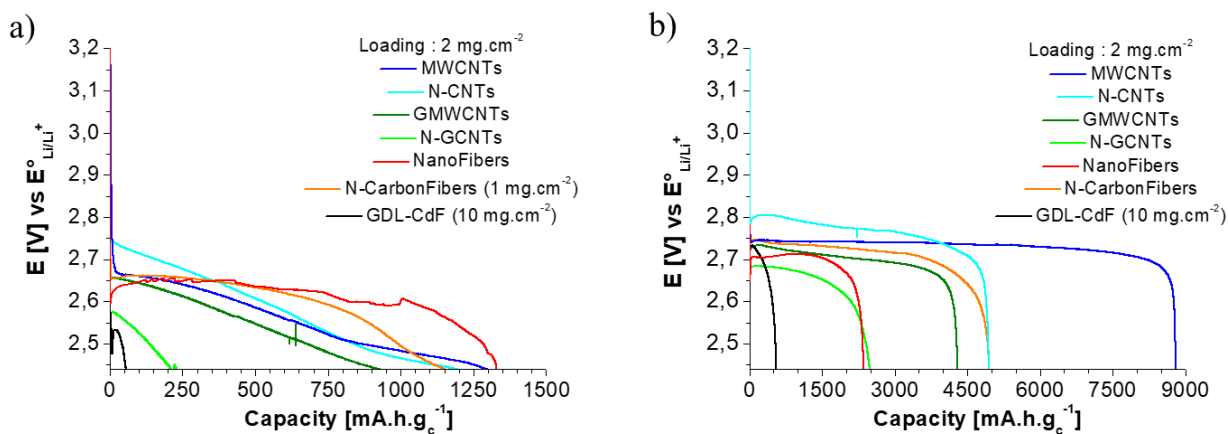 a)
Loading : 2 mg.cm⁻²
MWCNTs
N-CNTs
GMWCNTs
N-GCNTs
NanoFibers
N-CarbonFibers (1 mg.cm⁻²)
GDL-CdF (10 mg.cm⁻²)
3,2
3,1
3,0
2,9
2,8
2,7
2,6
2,5
E [V] vs E°Li/Li⁺
0 250 500 750 1000 1250 1500
Capacity [mA.h.g_c⁻¹]
b)
Loading : 2 mg.cm⁻²
MWCNTs
N-CNTs
GMWCNTs
N-GCNTs
NanoFibers
N-CarbonFibers
GDL-CdF (10 mg.cm⁻²)
3,2
3,1
3,0
2,9
2,8
2,7
2,6
2,5
E [V] vs E°Li/Li⁺
0 1500 3000 4500 6000 7500 9000
Capacity [mA.h.g_c⁻¹]